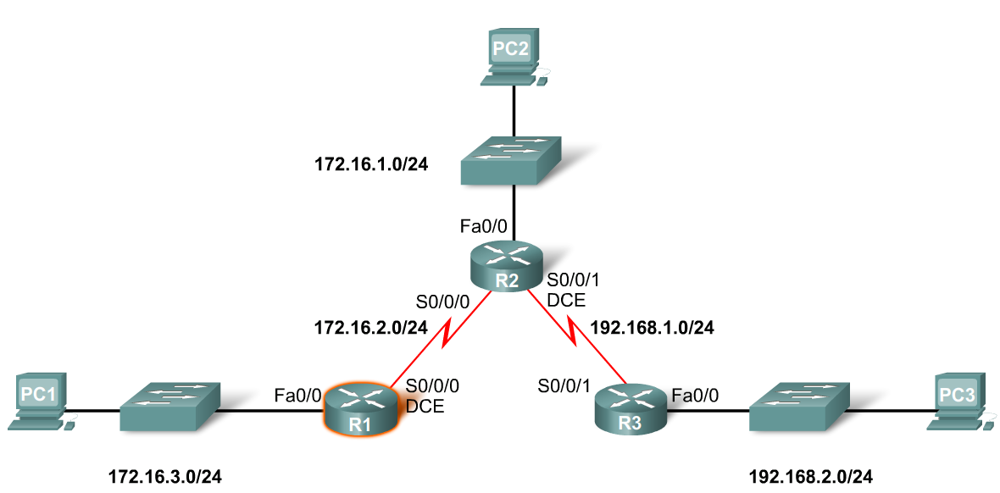 PC2
172.16.1.0/24
Fa0/0
R2
S0/0/1
DCE
S0/0/0
172.16.2.0/24
192.168.1.0/24
PC1
Fa0/0
R1
S0/0/0
DCE
S0/0/1
R3
Fa0/0
PC3
172.16.3.0/24
192.168.2.0/24